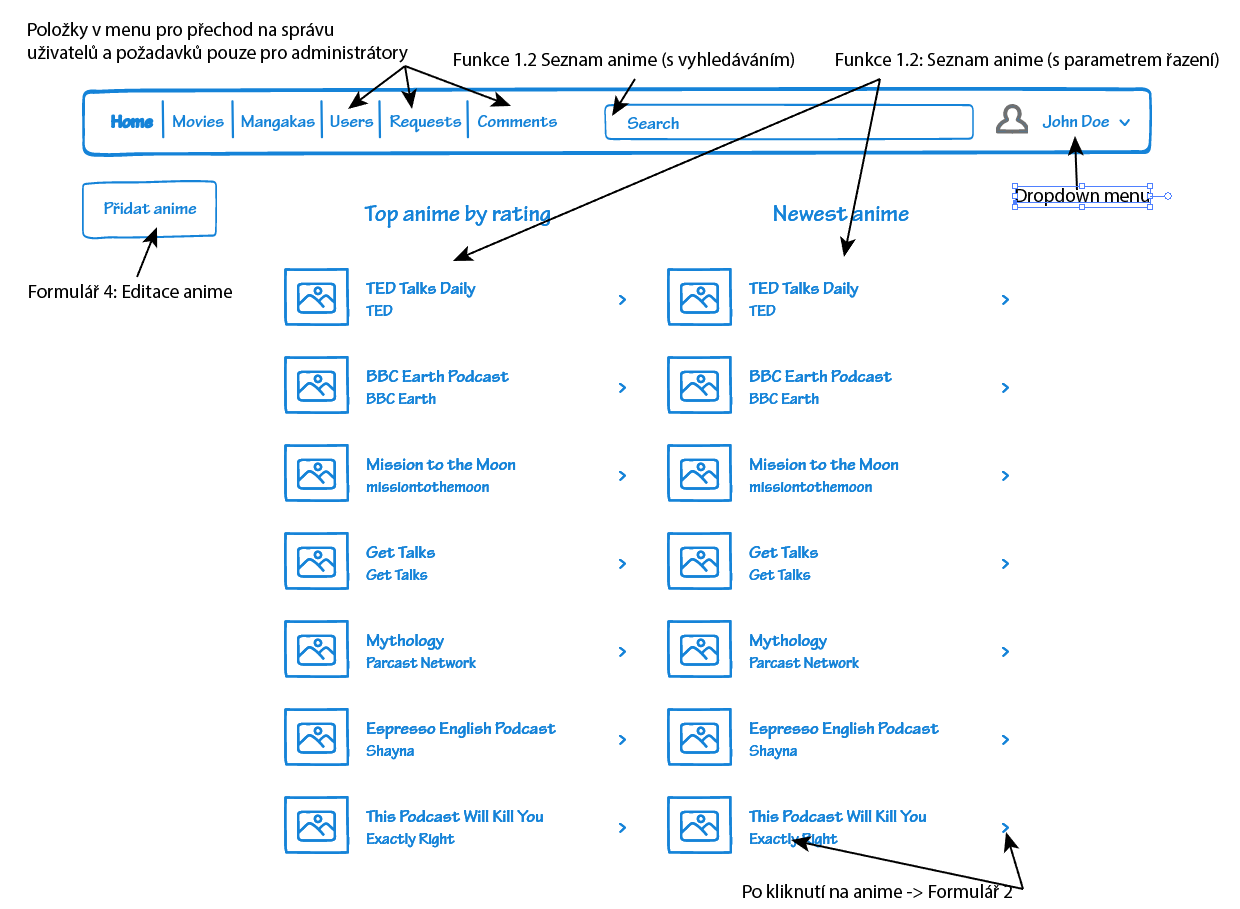 Položky v menu pro přechod na správu
uživatelů a požadavků pouze pro administrátory
Funkce 1.2 Seznam anime (s vyhledáváním)
Funkce 1.2: Seznam anime (s parametrem řazení)
Home
Movies
Mangakas
Users
Requests
Comments
Search
John Doe
Dropdown menu
Přidat anime
Formulář 4: Editace anime
Top anime by rating
TED Talks Daily
TED
BBC Earth Podcast
BBC Earth
Mission to the Moon
missiontothemoon
Get Talks
Get Talks
Mythology
Parcast Network
Espresso English Podcast
Shayna
This Podcast Will Kill You
Exactly Right
Newest anime
TED Talks Daily
TED
BBC Earth Podcast
BBC Earth
Mission to the Moon
missiontothemoon
Get Talks
Get Talks
Mythology
Parcast Network
Espresso English Podcast
Shayna
This Podcast Will Kill You
Exactly Right
Po kliknutí na anime -> Formulář 2